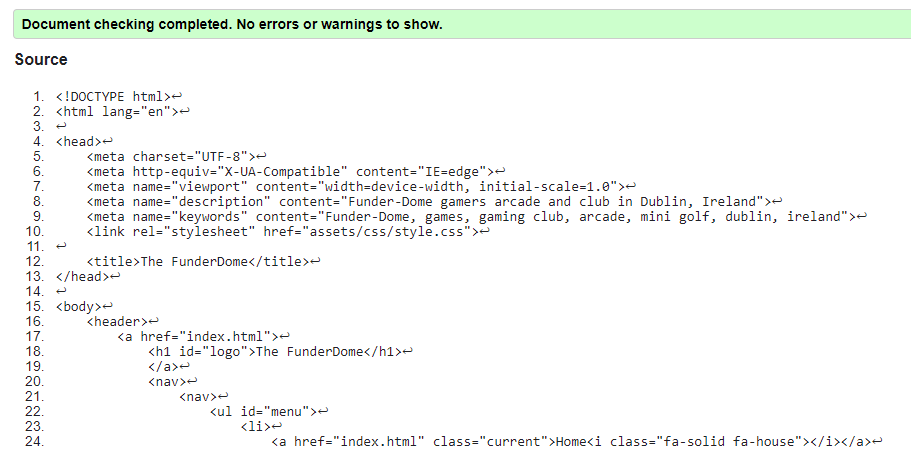 Document checking completed. No errors or warnings to show.
Source
1. <!DOCTYPE html>↩
2. <html lang="en">↩
3. ↩
4. <head>↩
5.     <meta charset="UTF-8">↩
6.     <meta http-equiv="X-UA-Compatible" content="IE=edge">↩
7.     <meta name="viewport" content="width=device-width, initial-scale=1.0">↩
8.     <meta name="description" content="Funder-Dome gamers arcade and club in Dublin, Ireland">↩
9.     <meta name="keywords" content="Funder-Dome, games, gaming club, arcade, mini golf, dublin, ireland">↩
10.     <link rel="stylesheet" href="assets/css/style.css">↩
11. ↩
12.     <title>The FunderDome</title>↩
13. </head>↩
14. ↩
15. <body>↩
16.     <header>↩
17.         <a href="index.html">↩
18.             <h1 id="logo">The FunderDome</h1>↩
19.             </a>↩
20.             <nav>↩
21.                 <nav>↩
22.                     <ul id="menu">↩
23.                         <li>↩
24.                             <a href="index.html" class="current">Home<i class="fa-solid fa-house"></i></a>↩